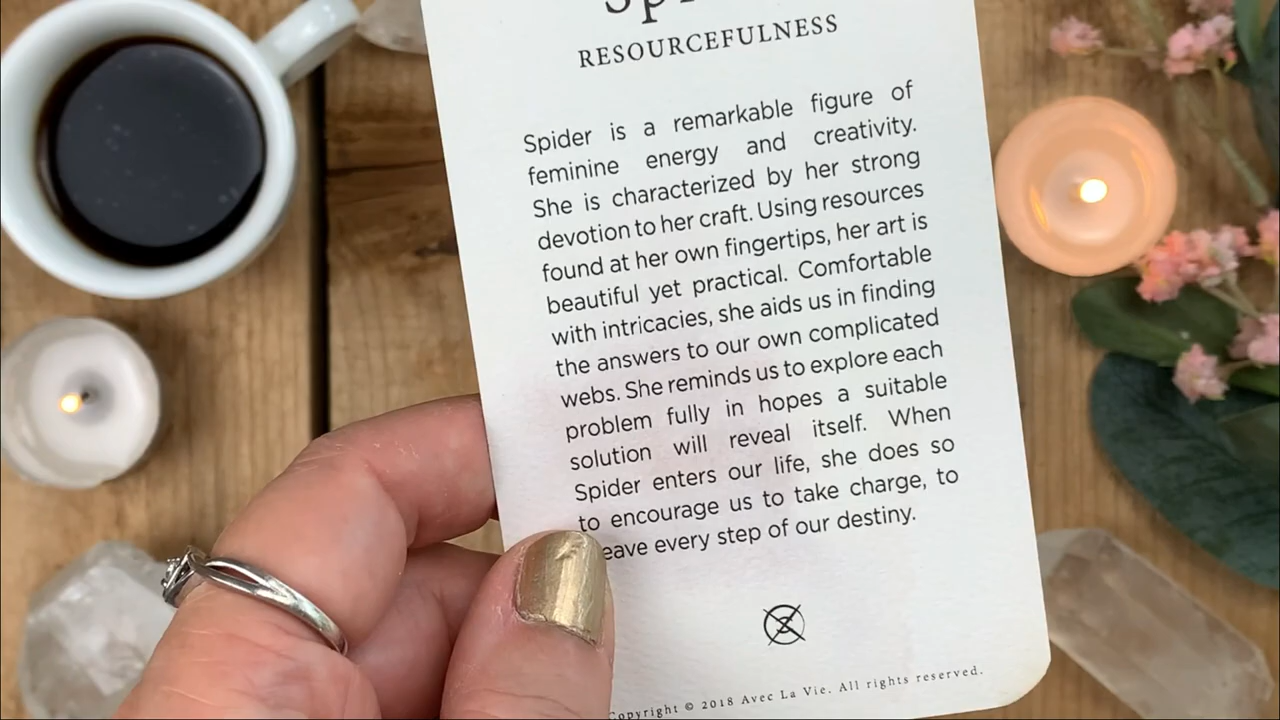 RESOURCEFULNESS
Spider is a remarkable figure of
feminine energy and creativity.
She is characterized by her strong
devotion to her craft. Using resources
found at her own fingertips, her art is
beautiful yet practical. Comfortable
with intricacies, she aids us in finding
the answers to our own complicated
webs. She reminds us to explore each
problem fully in hopes a suitable
solution will reveal itself. When
Spider enters our life, she does so
to encourage us to take charge, to
eave every step of our destiny.
Copyright © 2018 Avec La Vie. All rights reserved.